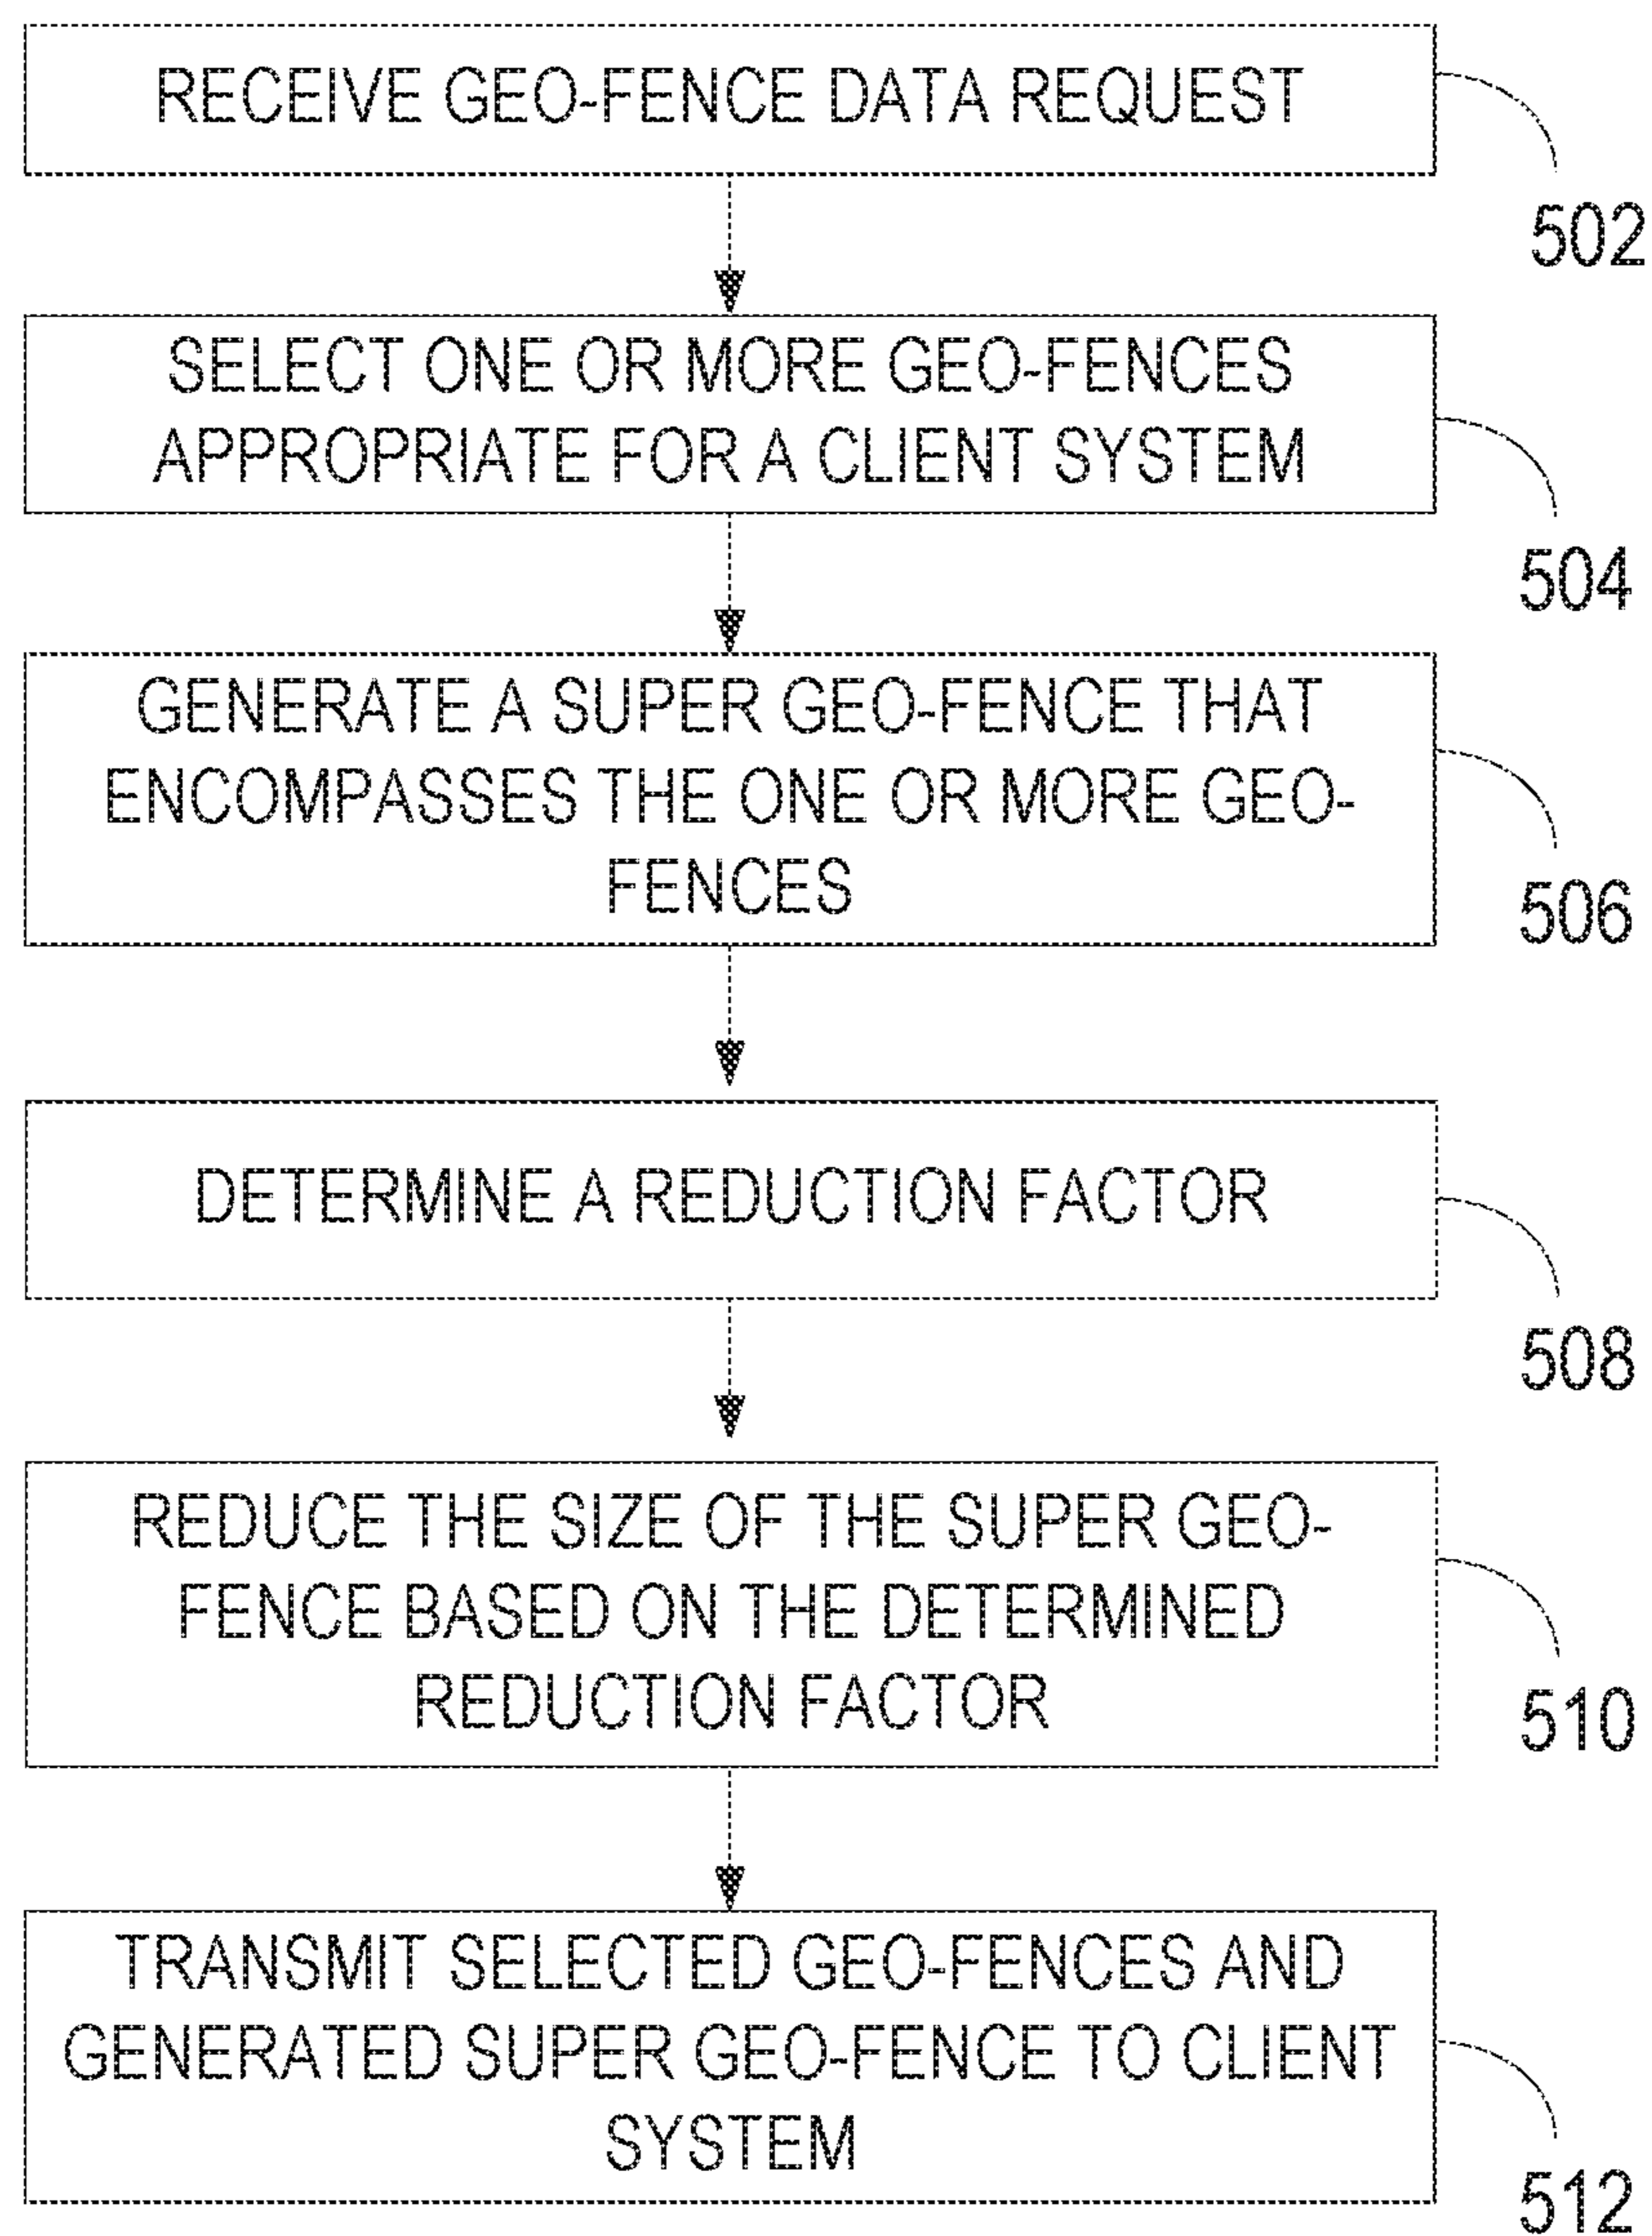 RECEIVE GEO-FENCE DATA REQUEST
502
SELECT ONE OR MORE GEO-FENCES
APPROPRIATE FOR A CLIENT SYSTEM
504
GENERATE A SUPER GEO-FENCE THAT
ENCOMPASSES THE ONE OR MORE GEO-
FENCES
506
DETERMINE A REDUCTION FACTOR
508
REDUCE THE SIZE OF THE SUPER GEO-
FENCE BASED ON THE DETERMINED
REDUCTION FACTOR
510
TRANSMIT SELECTED GEO-FENCES AND
GENERATED SUPER GEO-FENCE TO CLIENT
SYSTEM
512